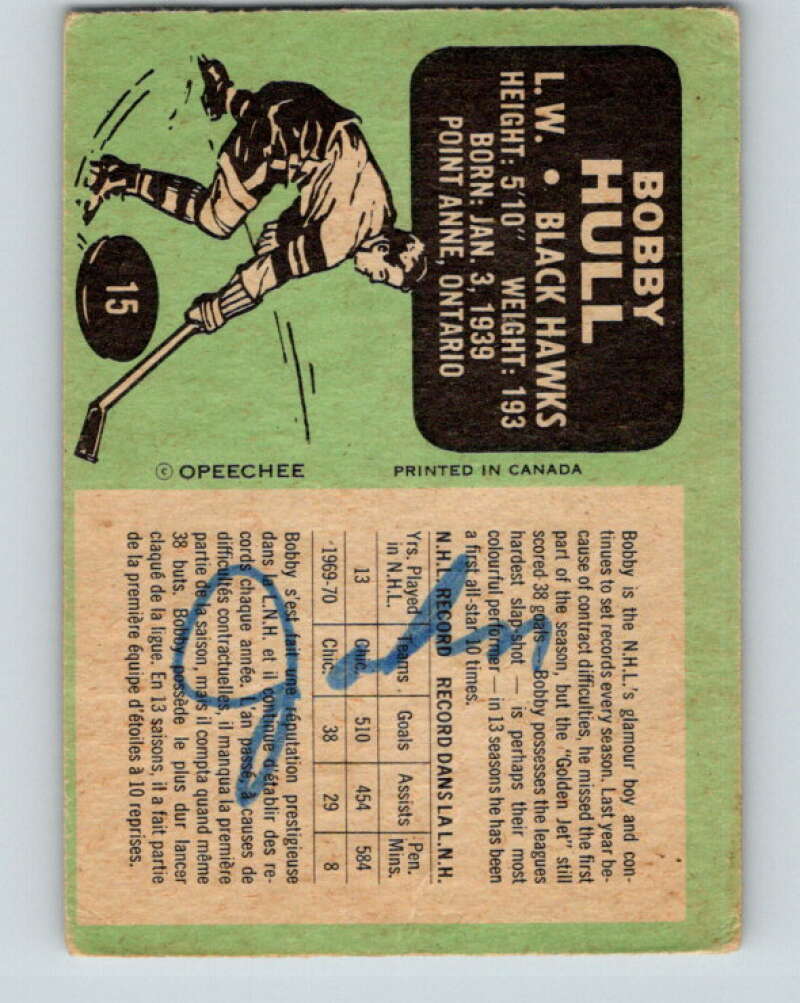 BOBBY
HULL
L.W. • BLACK HAWKS
HEIGHT: 5'10" WEIGHT: 193
BORN: JAN. 3, 1939
POINT ANNE, ONTARIO
15
© OPEECHEE PRINTED IN CANADA
Bobby is the N.H.L.'s glamour boy and con-
tinues to set records every season. Last year be-
cause of contract difficulties, he missed the first
part of the season, but the "Golden Jet" still
scored 38 goals. Bobby possesses the leagues
hardest slap-shot — is perhaps their most
colourful performer — in 13 seasons he has been
a first all-star 10 times.
N.H.L. RECORD RECORD DANS LA L.N.H.
Yrs. Played in N.H.L. Teams Goals Assists Pen. Mins.
13 Chic. 510 454 584
1969-70 Chic. 38 29 8
Bobby s'est fait une réputation prestigieuse
dans la L.N.H. et il continue d'établir des re-
cords chaque année. L'an passé, à causes de
difficultés contractuelles, il manqua la première
partie de la saison, mais il compta quand même
38 buts. Bobby possède le plus dur lancer
claqué de la ligue. En 13 saisons, il a fait partie
de la première équipe d'étoiles à 10 reprises.